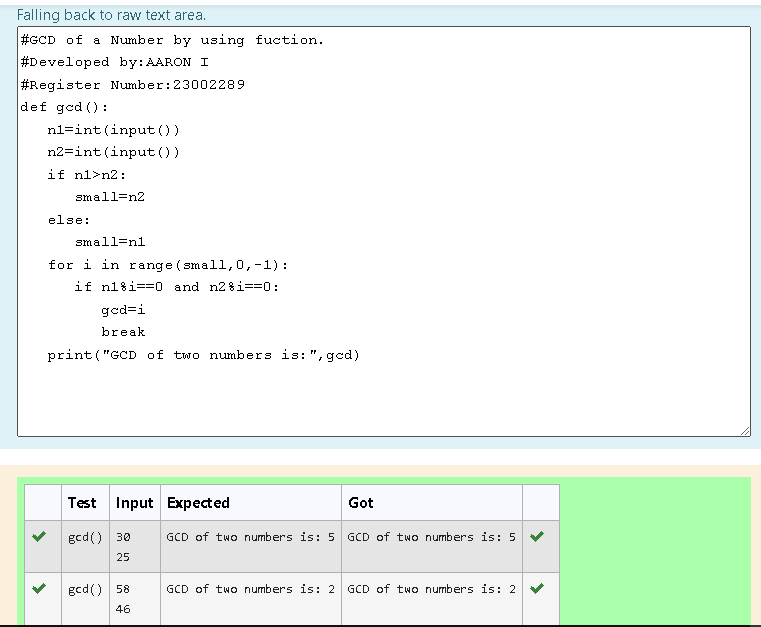 Falling back to raw text area.
#GCD of a Number by using fuction.
#Developed by:AARON I
#Register Number:23002289
def gcd():
   n1=int(input())
   n2=int(input())
   if n1>n2:
      small=n2
   else:
      small=n1
   for i in range(small,0,-1):
      if n1%i==0 and n2%i==0:
         gcd=i
         break
   print("GCD of two numbers is:",gcd)
Test Input Expected Got
gcd() 30 GCD of two numbers is: 5 GCD of two numbers is: 5
25
gcd() 58 GCD of two numbers is: 2 GCD of two numbers is: 2
46